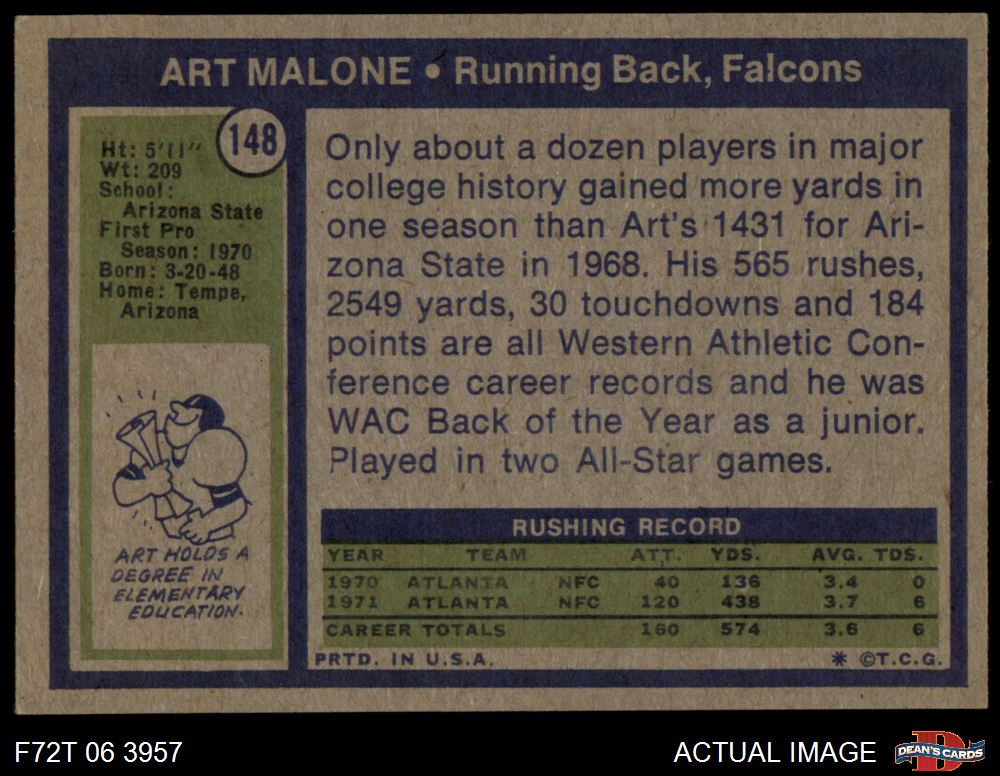 ART MALONE • Running Back, Falcons
148
Ht: 5'11"
Wt: 209
School:
Arizona State
First Pro
Season: 1970
Born: 3-20-48
Home: Tempe,
Arizona
ART HOLDS A
DEGREE IN
ELEMENTARY
EDUCATION.
Only about a dozen players in major
college history gained more yards in
one season than Art's 1431 for Ari-
zona State in 1968. His 565 rushes,
2549 yards, 30 touchdowns and 184
points are all Western Athletic Con-
ference career records and he was
WAC Back of the Year as a junior.
Played in two All-Star games.
RUSHING RECORD
YEAR TEAM ATT. YDS. AVG. TDS.
1970 ATLANTA NFC 40 136 3.4 0
1971 ATLANTA NFC 120 438 3.7 6
CAREER TOTALS 160 574 3.6 6
PRTD. IN U.S.A. * ©T.C.G.
F72T 06 3957 ACTUAL IMAGE DEAN'S CARDS